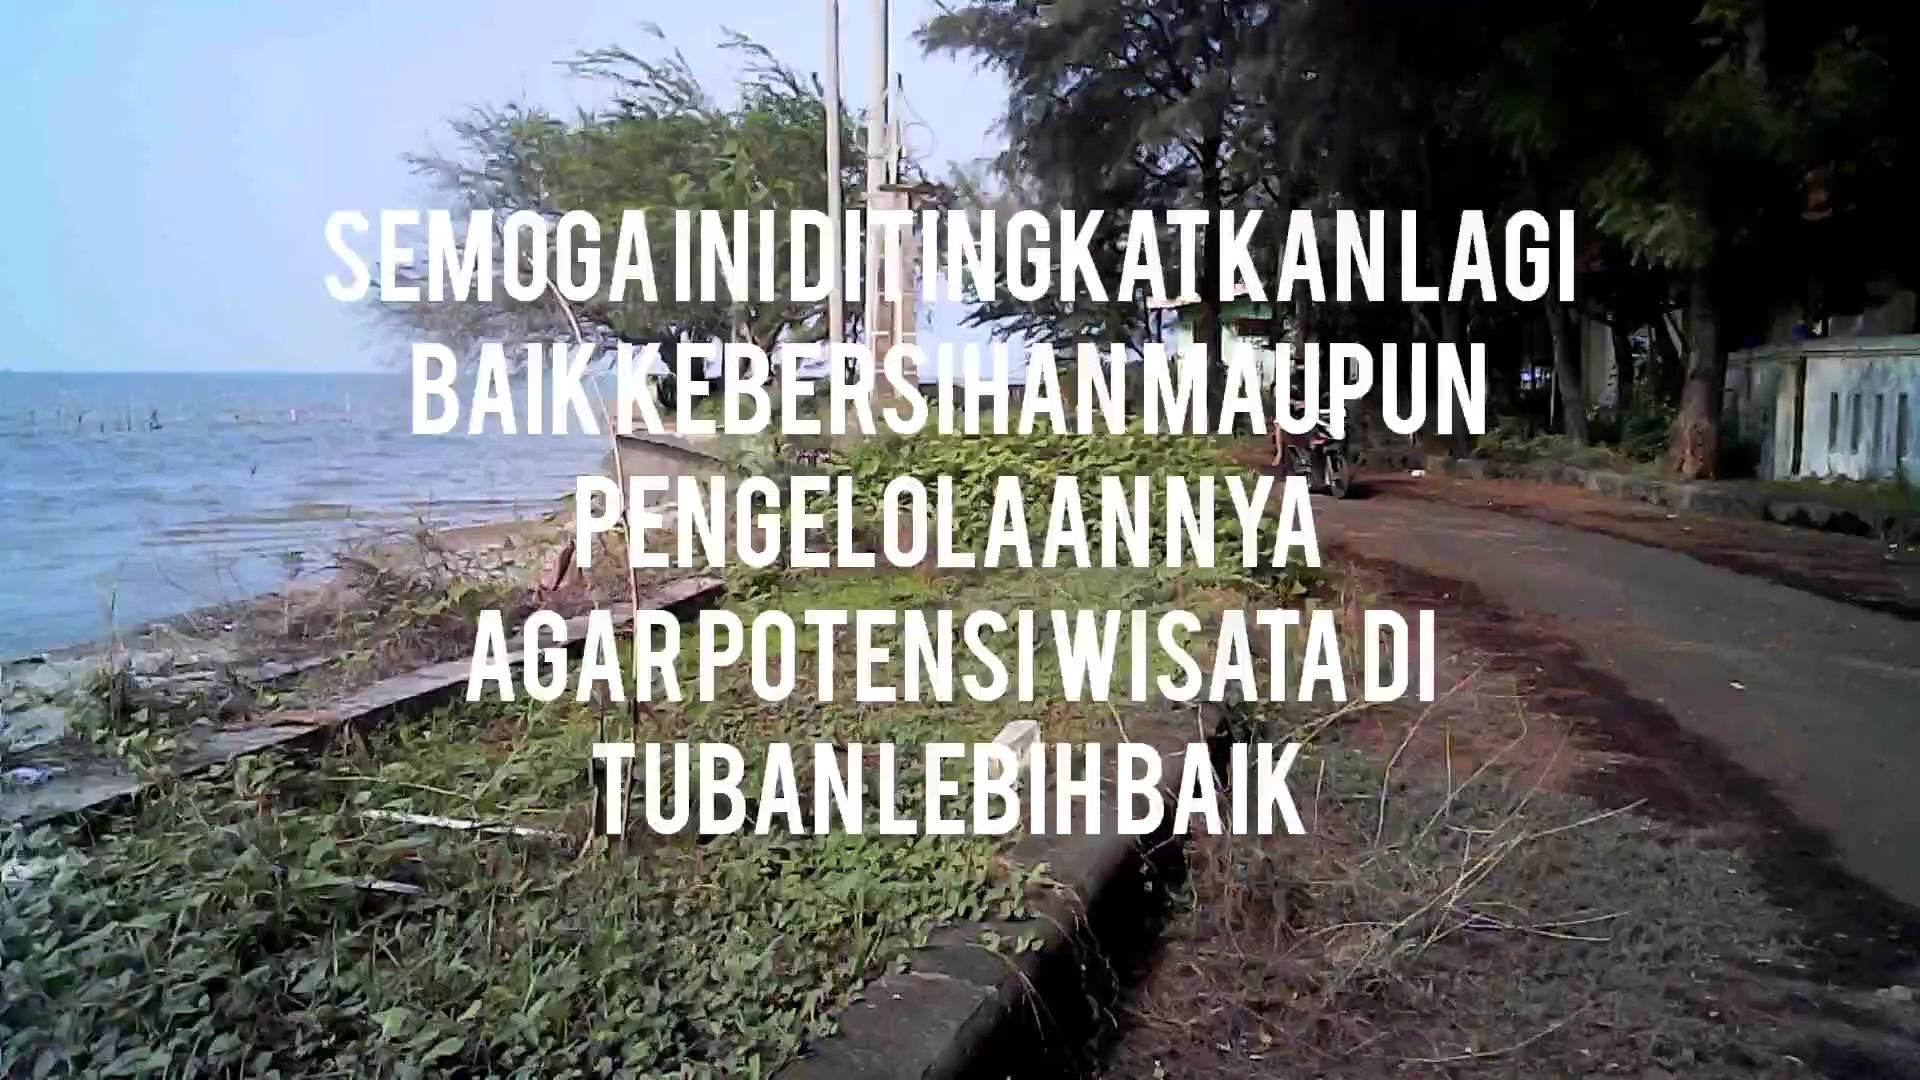 SEMOGA INI DITINGKATKAN LAGI
BAIK KEBERSIHAN MAUPUN
PENGELOLAANNYA
AGAR POTENSI WISATA DI
TUBAN LEBIH BAIK